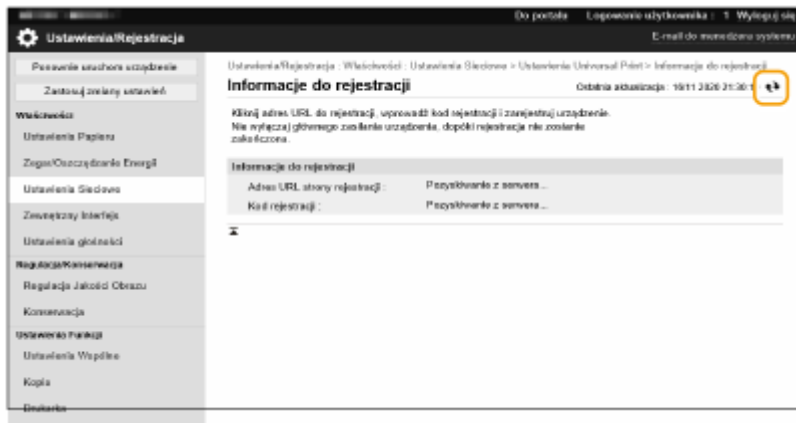 Do portalu Logowanie użytkownika : 1 Wyloguj się
Ustawienia/Rejestracja
E-mail do menedżera systemu
Ponownie uruchom urządzenie
Zastosuj zmiany ustawień
Właściwości
Ustawienia Papieru
Zegar/Oszczędzanie Energii
Ustawienia Sieciowe
Zewnętrzny Interfejs
Ustawienia głośności
Regulacja/Konserwacja
Regulacja Jakości Obrazu
Konserwacja
Ustawienia Funkcji
Ustawienia Wspólne
Kopia
Drukarka
Ustawienia/Rejestracja : Właściwości : Ustawienia Sieciowe > Ustawienia Universal Print > Informacje do rejestracji
Informacje do rejestracji
Ostatnia aktualizacja : 16/11 2020 21:30:1
Kliknij adres URL do rejestracji, wprowadź kod rejestracji i zarejestruj urządzenie.
Nie wyłączaj głównego zasilania urządzenia, dopóki rejestracja nie zostanie
zakończona.
Informacje do rejestracji
Adres URL strony rejestracji : Pozyskiwanie z serwera...
Kod rejestracji : Pozyskiwanie z serwera...